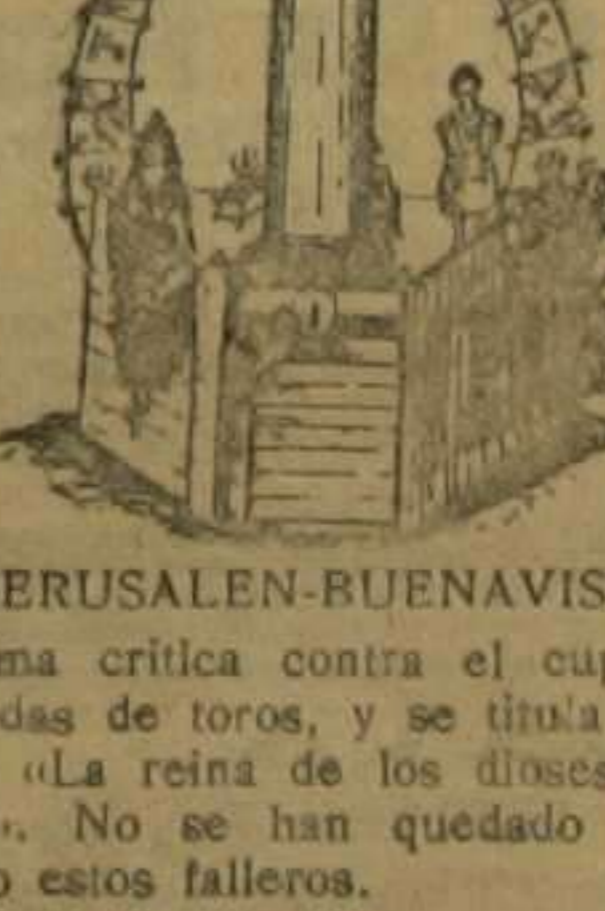 ERUSALEN-BUENAVIS
ma critica contra el cup
das de toros, y se titula
«La reina de los dioses
». No se han quedado
o estos falleros.